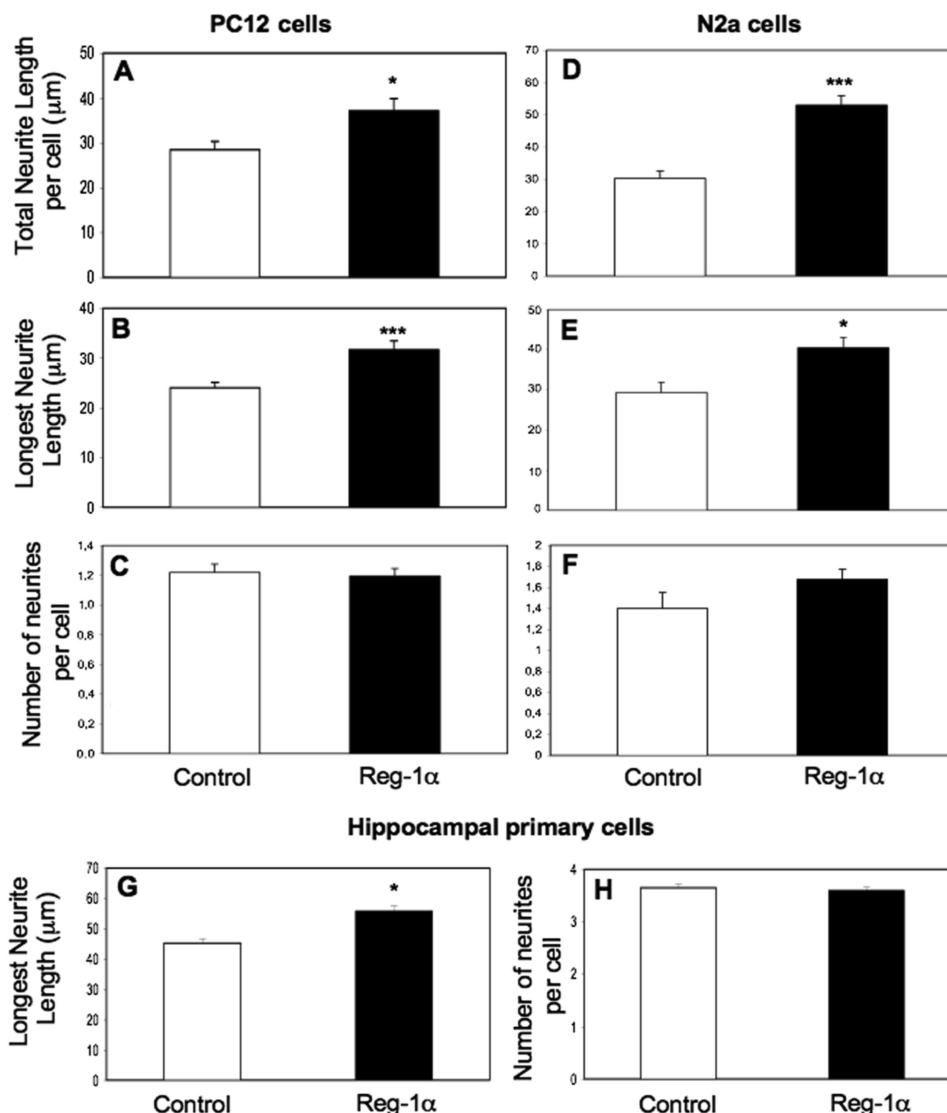 PC12 cells
N2a cells
A
*
Total Neurite Length
per cell (μm)
50
40
30
20
10
0
D
***
70
60
50
40
30
20
10
0
B
***
Longest Neurite
Length (μm)
40
30
20
10
0
E
*
50
40
30
20
10
0
C
Number of neurites
per cell
1,4
1,2
1,0
0,8
0,6
0,4
0,2
0,0
Control
Reg-1α
F
2
1,8
1,6
1,4
1,2
1
0,8
0,6
0,4
0,2
0
Control
Reg-1α
Hippocampal primary cells
G
*
Longest Neurite
Length (μm)
70
60
50
40
30
20
10
0
Control
Reg-1α
H
Number of neurites
per cell
4
3
2
1
0
Control
Reg-1α